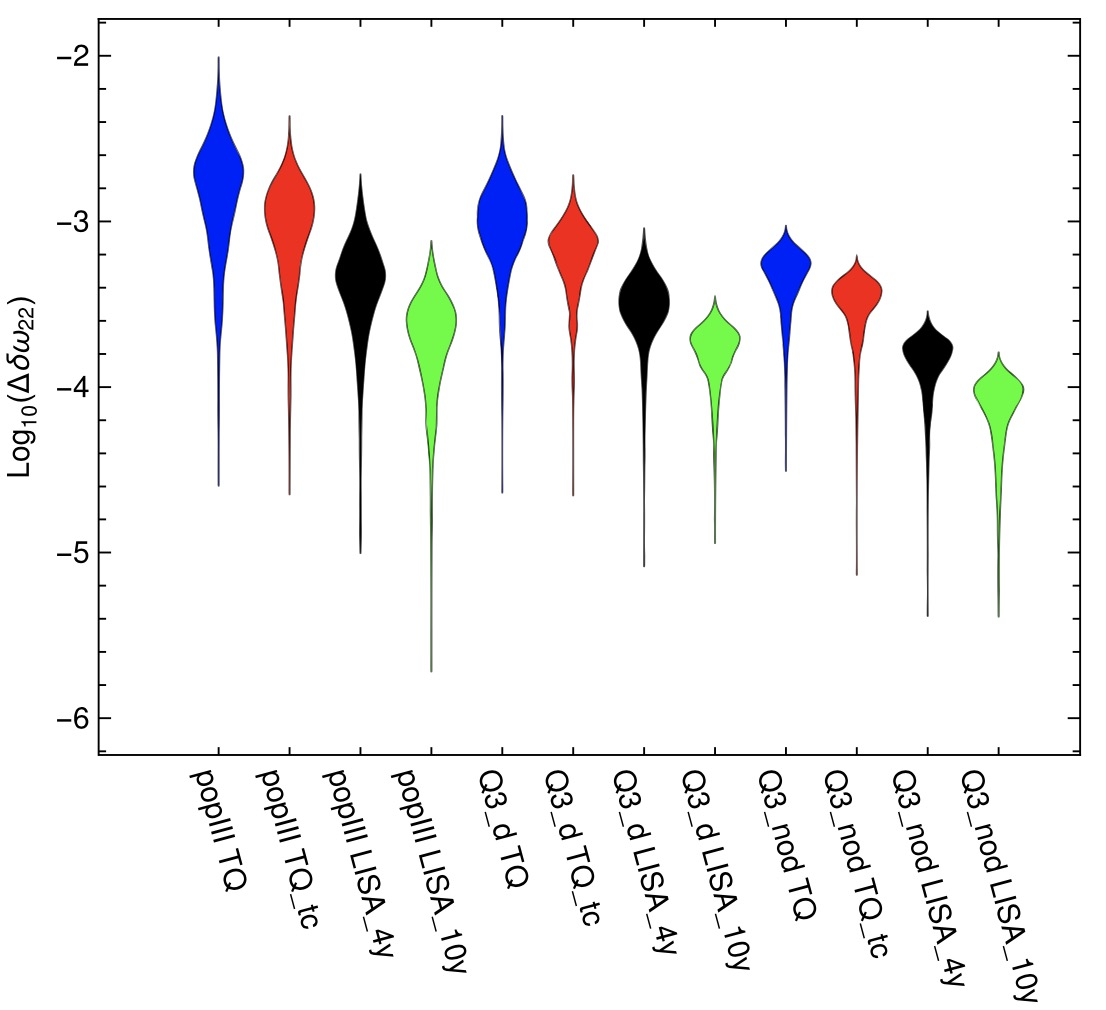 Log₁₀(Δδω₂₂)
−2
−3
−4
−5
−6
popIII TQ
popIII TQ_tc
popIII LISA_4y
popIII LISA_10y
Q3_d TQ
Q3_d TQ_tc
Q3_d LISA_4y
Q3_d LISA_10y
Q3_nod TQ
Q3_nod TQ_tc
Q3_nod LISA_4y
Q3_nod LISA_10y